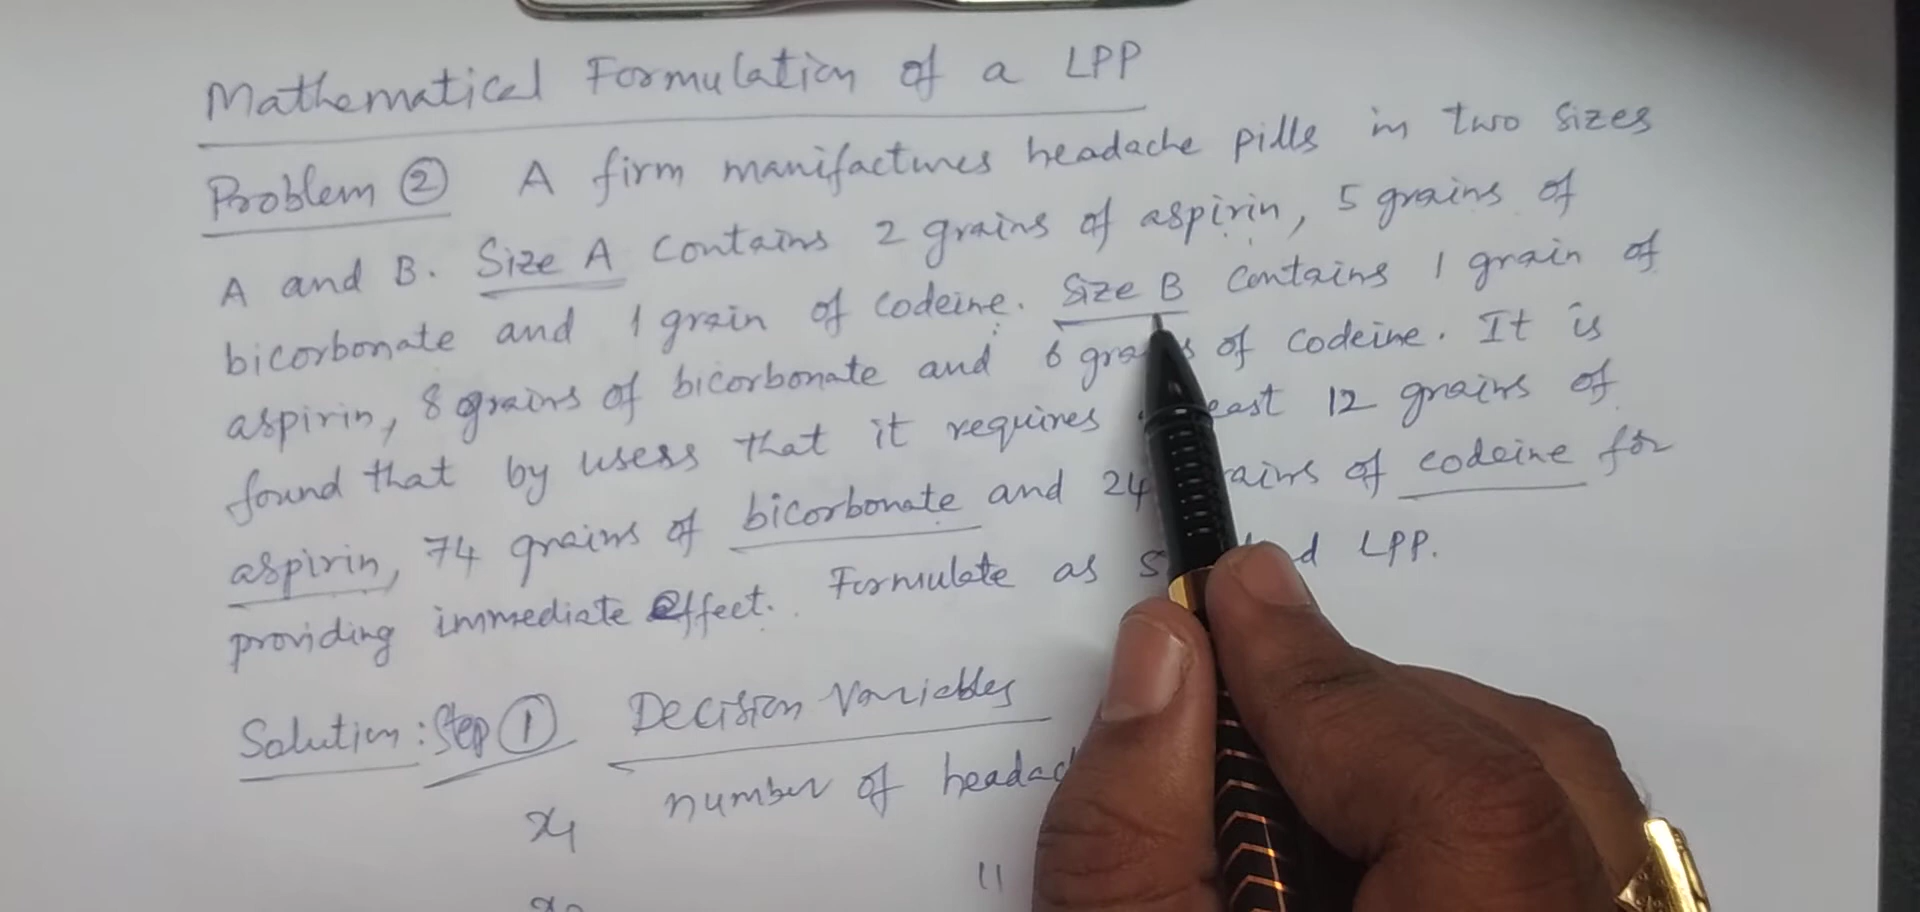 Mathematical Formulation of a LPP
Problem ② A firm manifactures headache pills in two sizes
A and B. Size A contains 2 grains of aspirin, 5 grains of
bicorbonate and 1 grain of codeine. Size B contains 1 grain of
aspirin, 8 grains of bicorbonate and 6 of codeine. It is
found that by usess that it requires 12 grains of
aspirin, 74 grains of bicorbonate and 24 of codeine for
providing immediate effect. Formulate as LPP.
Solution: Step ① Decision Variables
x₁ number of
"